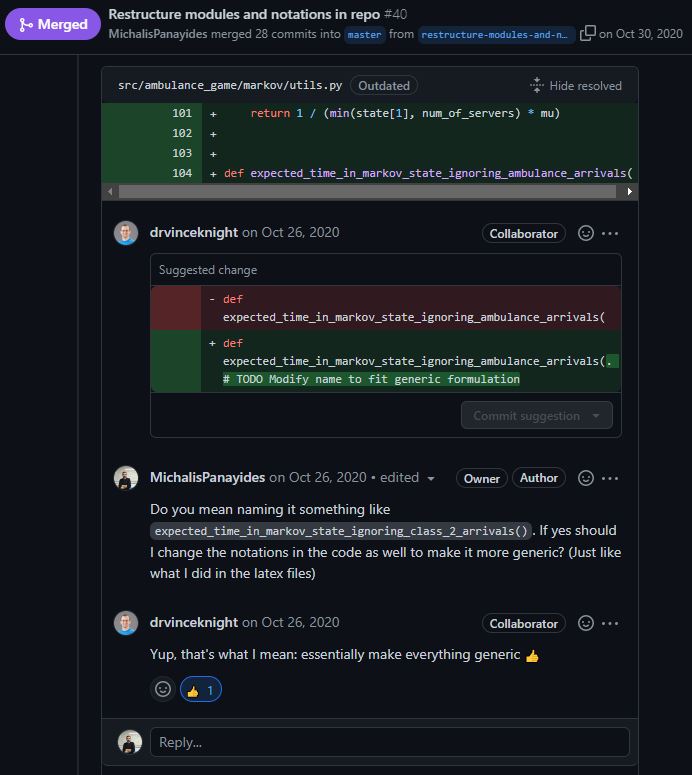 Merged
Restructure modules and notations in repo #40
MichalisPanayides merged 28 commits into master from restructure-modules-and-n… on Oct 30, 2020
src/ambulance_game/markov/utils.py Outdated Hide resolved
101 + return 1 / (min(state[1], num_of_servers) * mu)
102 +
103 +
104 + def expected_time_in_markov_state_ignoring_ambulance_arrivals(
drvinceknight on Oct 26, 2020 Collaborator
Suggested change
- def
expected_time_in_markov_state_ignoring_ambulance_arrivals(
+ def
expected_time_in_markov_state_ignoring_ambulance_arrivals(.
# TODO Modify name to fit generic formulation
Commit suggestion
MichalisPanayides on Oct 26, 2020 • edited Owner Author
Do you mean naming it something like
expected_time_in_markov_state_ignoring_class_2_arrivals() . If yes should
I change the notations in the code as well to make it more generic? (Just like
what I did in the latex files)
drvinceknight on Oct 26, 2020 Collaborator
Yup, that's what I mean: essentially make everything generic 👍
👍 1
Reply...